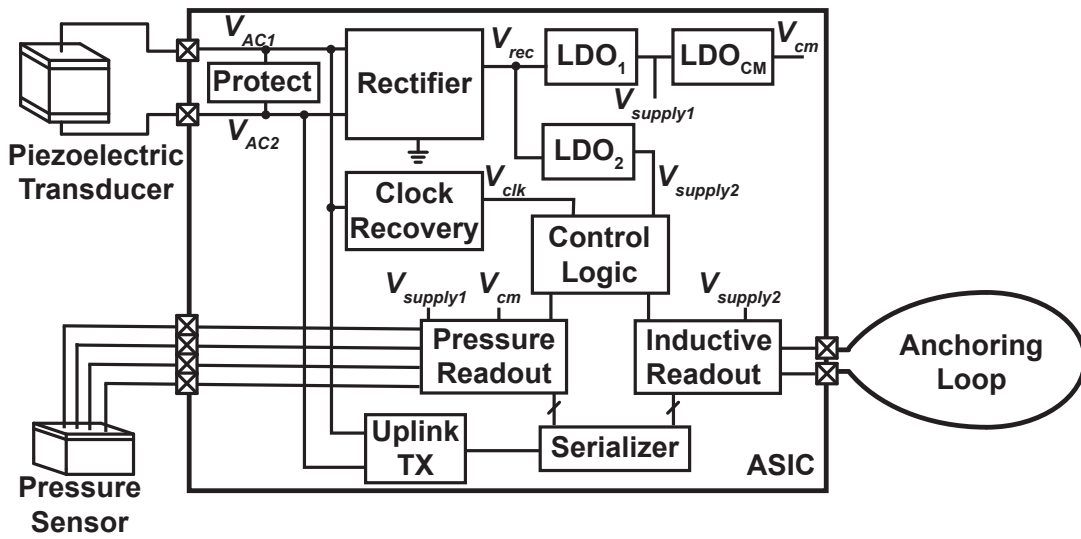 V_AC1
Protect
V_AC2
Piezoelectric
Transducer
Rectifier
V_rec
LDO_1
LDO_CM
V_cm
V_supply1
LDO_2
V_supply2
Clock
Recovery
V_clk
Control
Logic
V_supply1
V_cm
V_supply2
Pressure
Readout
Inductive
Readout
Anchoring
Loop
Uplink
TX
Serializer
ASIC
Pressure
Sensor